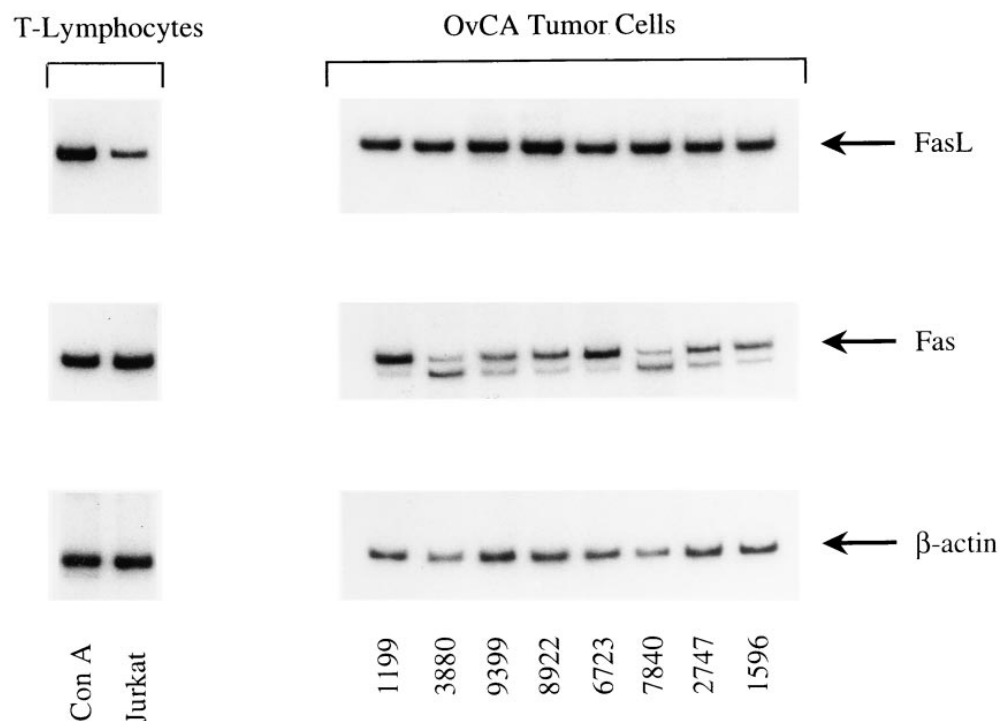 T-Lymphocytes
OvCA Tumor Cells
FasL
Fas
β-actin
Con A
Jurkat
1199
3880
9399
8922
6723
7840
2747
1596